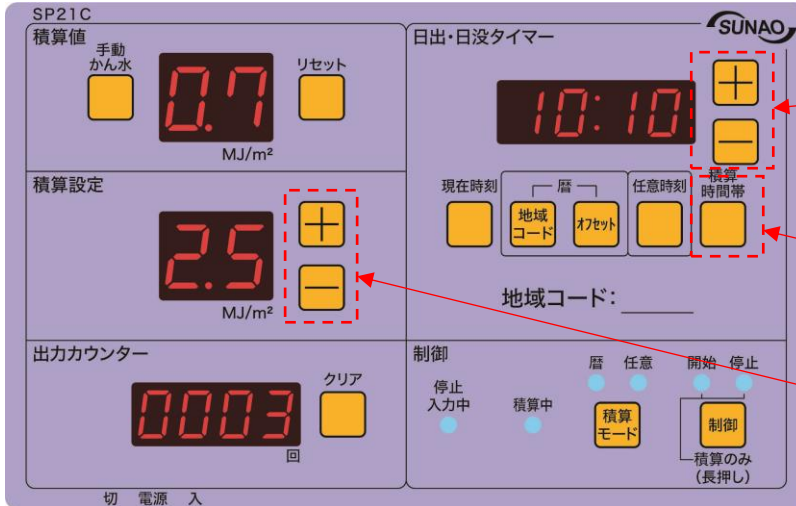 SP21C
積算値
手動
かん水
0.7
リセット
MJ/m²
日出・日没タイマー
SUNAO
10:10
+
−
積算設定
2.5
+
−
MJ/m²
現在時刻
暦
地域
コード
オフセット
任意時刻
積算
時間帯
地域コード:
出力カウンター
0003
クリア
回
制御
停止
入力中
積算中
暦 任意
積算
モード
開始 停止
制御
積算のみ
(長押し)
切 電源 入